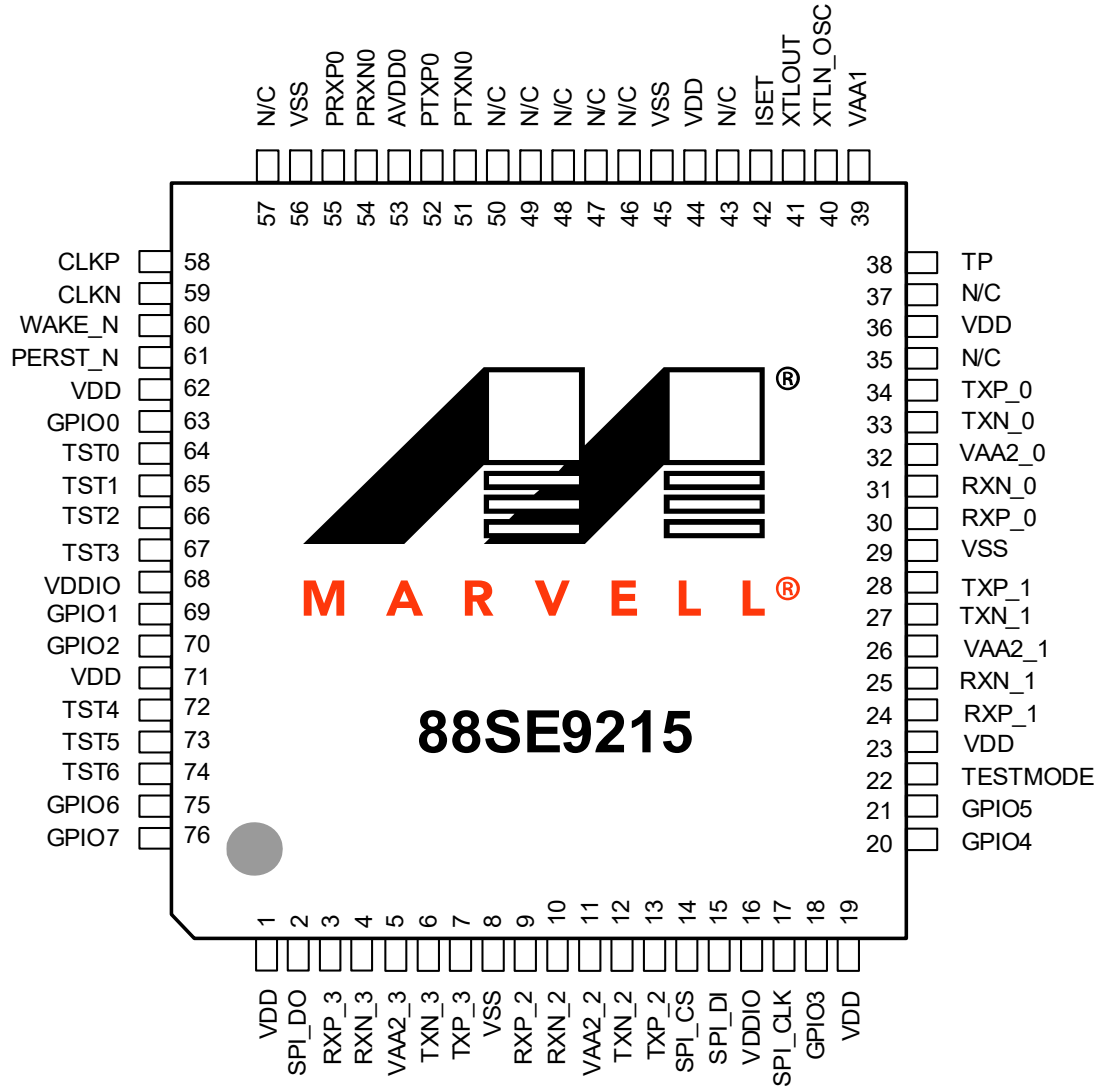 N/C VSS PRXP0 PRXN0 AVDD0 PTXP0 PTXN0 N/C N/C N/C N/C N/C VSS VDD N/C ISET XTLOUT XTLN_OSC VAA1
57 56 55 54 53 52 51 50 49 48 47 46 45 44 43 42 41 40 39
CLKP 58 38 TP
CLKN 59 37 N/C
WAKE_N 60 36 VDD
PERST_N 61 35 N/C
VDD 62 34 TXP_0
GPIO0 63 33 TXN_0
TST0 64 32 VAA2_0
TST1 65 31 RXN_0
TST2 66 30 RXP_0
TST3 67 29 VSS
VDDIO 68 28 TXP_1
GPIO1 69 27 TXN_1
GPIO2 70 26 VAA2_1
VDD 71 25 RXN_1
TST4 72 24 RXP_1
TST5 73 23 VDD
TST6 74 22 TESTMODE
GPIO6 75 21 GPIO5
GPIO7 76 20 GPIO4
®
MARVELL®
88SE9215
1 2 3 4 5 6 7 8 9 10 11 12 13 14 15 16 17 18 19
VDD SPI_DO RXP_3 RXN_3 VAA2_3 TXN_3 TXP_3 VSS RXP_2 RXN_2 VAA2_2 TXN_2 TXP_2 SPI_CS SPI_DI VDDIO SPI_CLK GPIO3 VDD